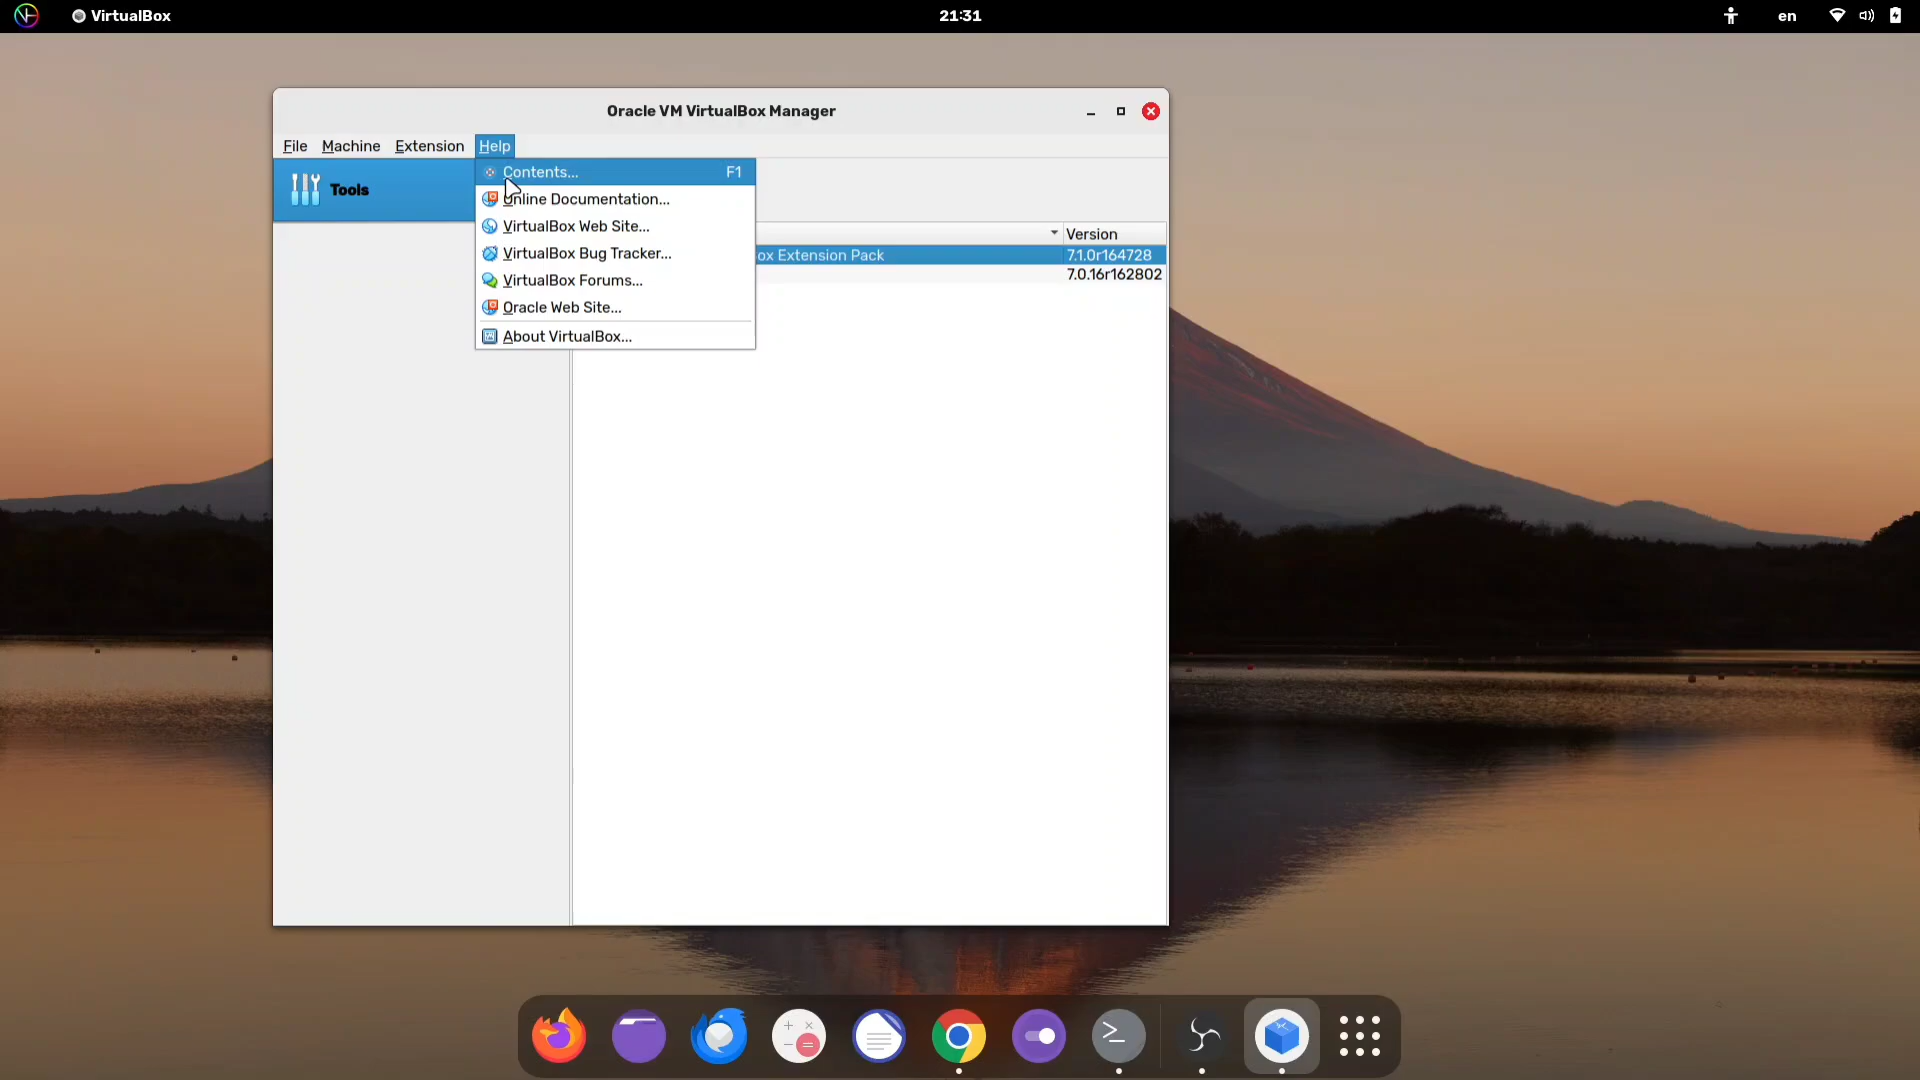 VirtualBox
21:31
en
Oracle VM VirtualBox Manager
File Machine Extension Help
Tools
Contents... F1
Online Documentation...
VirtualBox Web Site...
VirtualBox Bug Tracker...
VirtualBox Forums...
Oracle Web Site...
About VirtualBox...
Version
ox Extension Pack 7.1.0r164728
7.0.16r162802